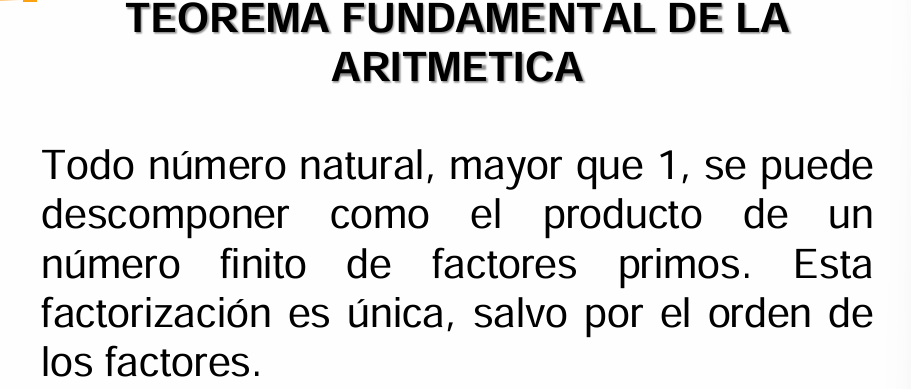 TEOREMA FUNDAMENTAL DE LA
ARITMETICA
Todo número natural, mayor que 1, se puede
descomponer como el producto de un
número finito de factores primos. Esta
factorización es única, salvo por el orden de
los factores.